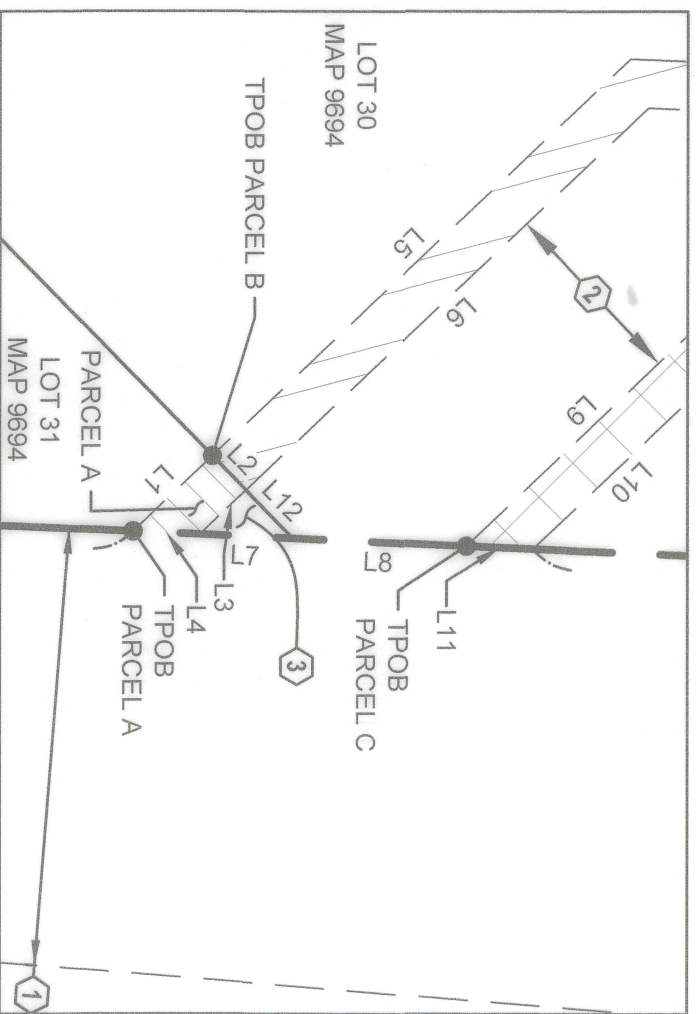 LOT 30
MAP 9694
TPOB PARCEL B
L5
L6
2
L9
L10
PARCEL A
LOT 31
MAP 9694
L1
L2
L12
L7
L8
L3
L4
TPOB
PARCEL A
3
L11
TPOB
PARCEL C
1